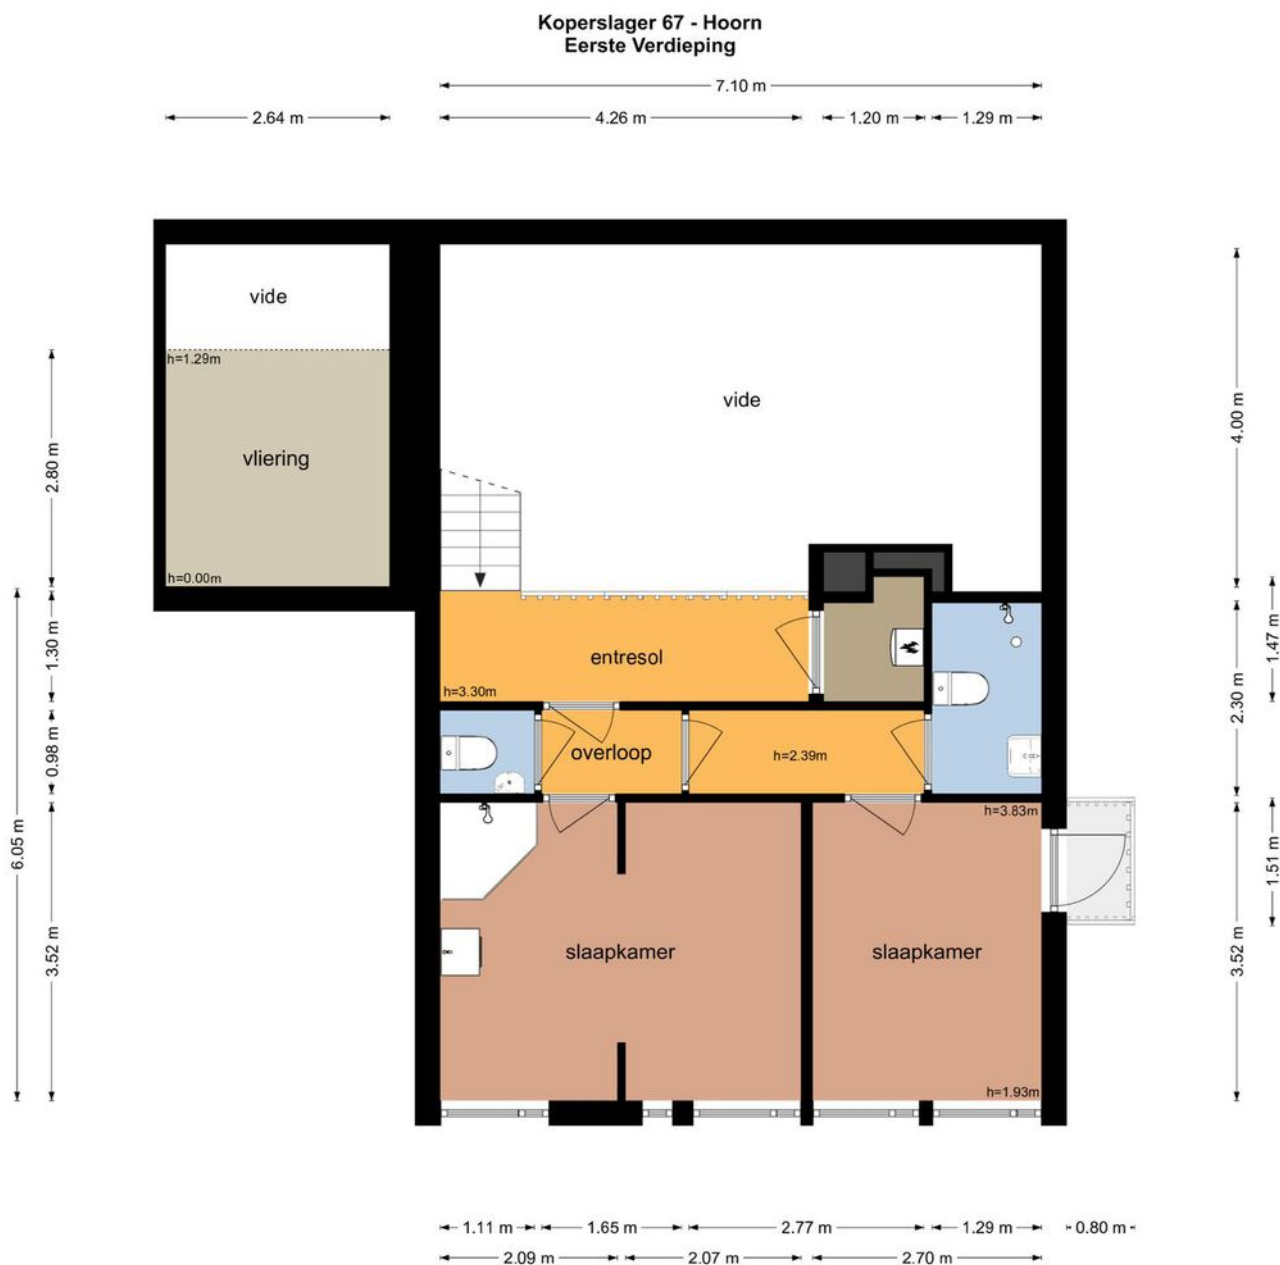 Koperslager 67 - Hoorn
Eerste Verdieping
7.10 m
2.64 m
4.26 m
1.20 m
1.29 m
vide
h=1.29m
vliering
h=0.00m
vide
2.80 m
4.00 m
entresol
h=3.30m
1.30 m
1.47 m
2.30 m
overloop
h=2.39m
0.98 m
h=3.83m
6.05 m
1.51 m
slaapkamer
slaapkamer
3.52 m
3.52 m
h=1.93m
1.11 m
1.65 m
2.77 m
1.29 m
0.80 m
2.09 m
2.07 m
2.70 m